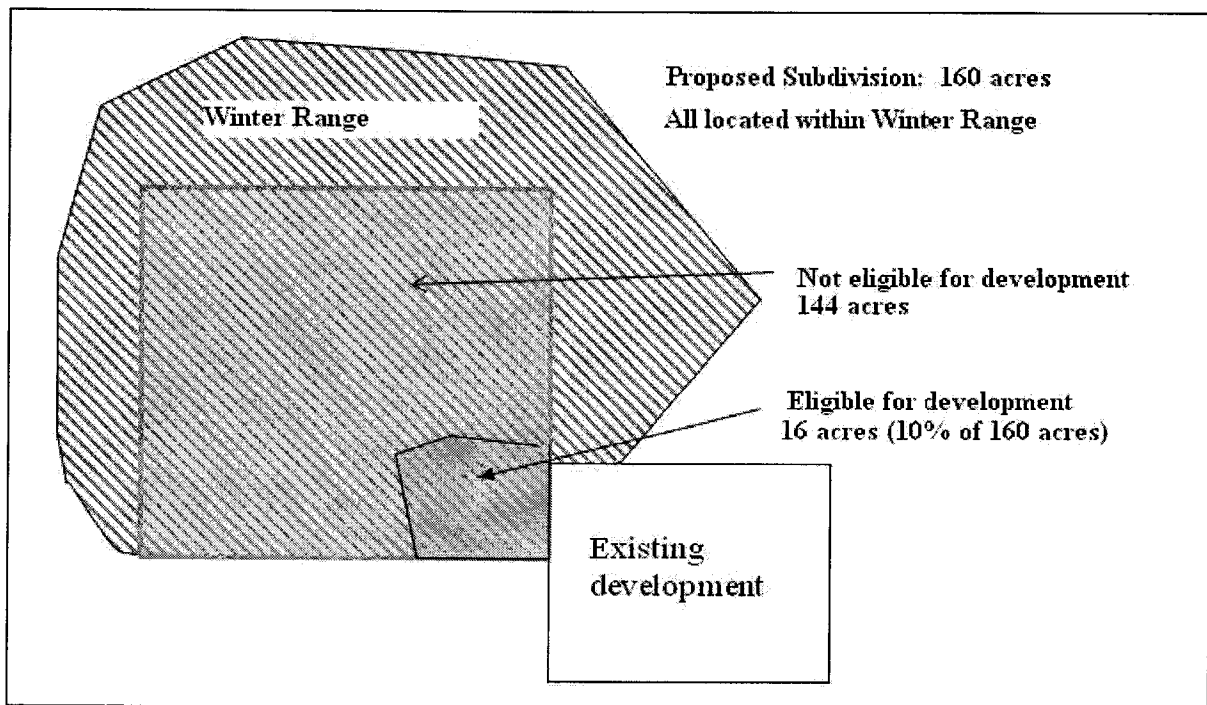 Proposed Subdivision: 160 acres
Winter Range
All located within Winter Range
Not eligible for development
144 acres
Eligible for development
16 acres (10% of 160 acres)
Existing
development